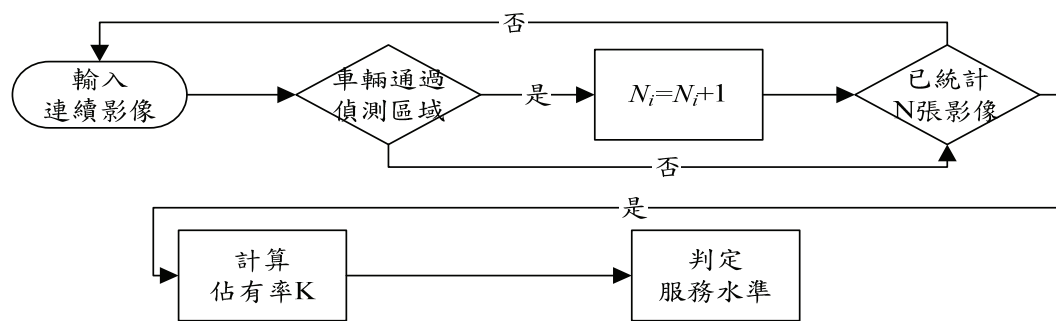 否
輸入
連續影像
車輛通過
偵測區域
是
Ni=Ni+1
已統計
N張影像
否
是
計算
佔有率K
判定
服務水準